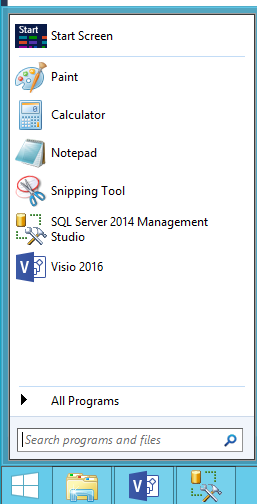 Start
Start Screen
Paint
Calculator
Notepad
Snipping Tool
SQL Server 2014 Management
Studio
Visio 2016
All Programs
Search programs and files